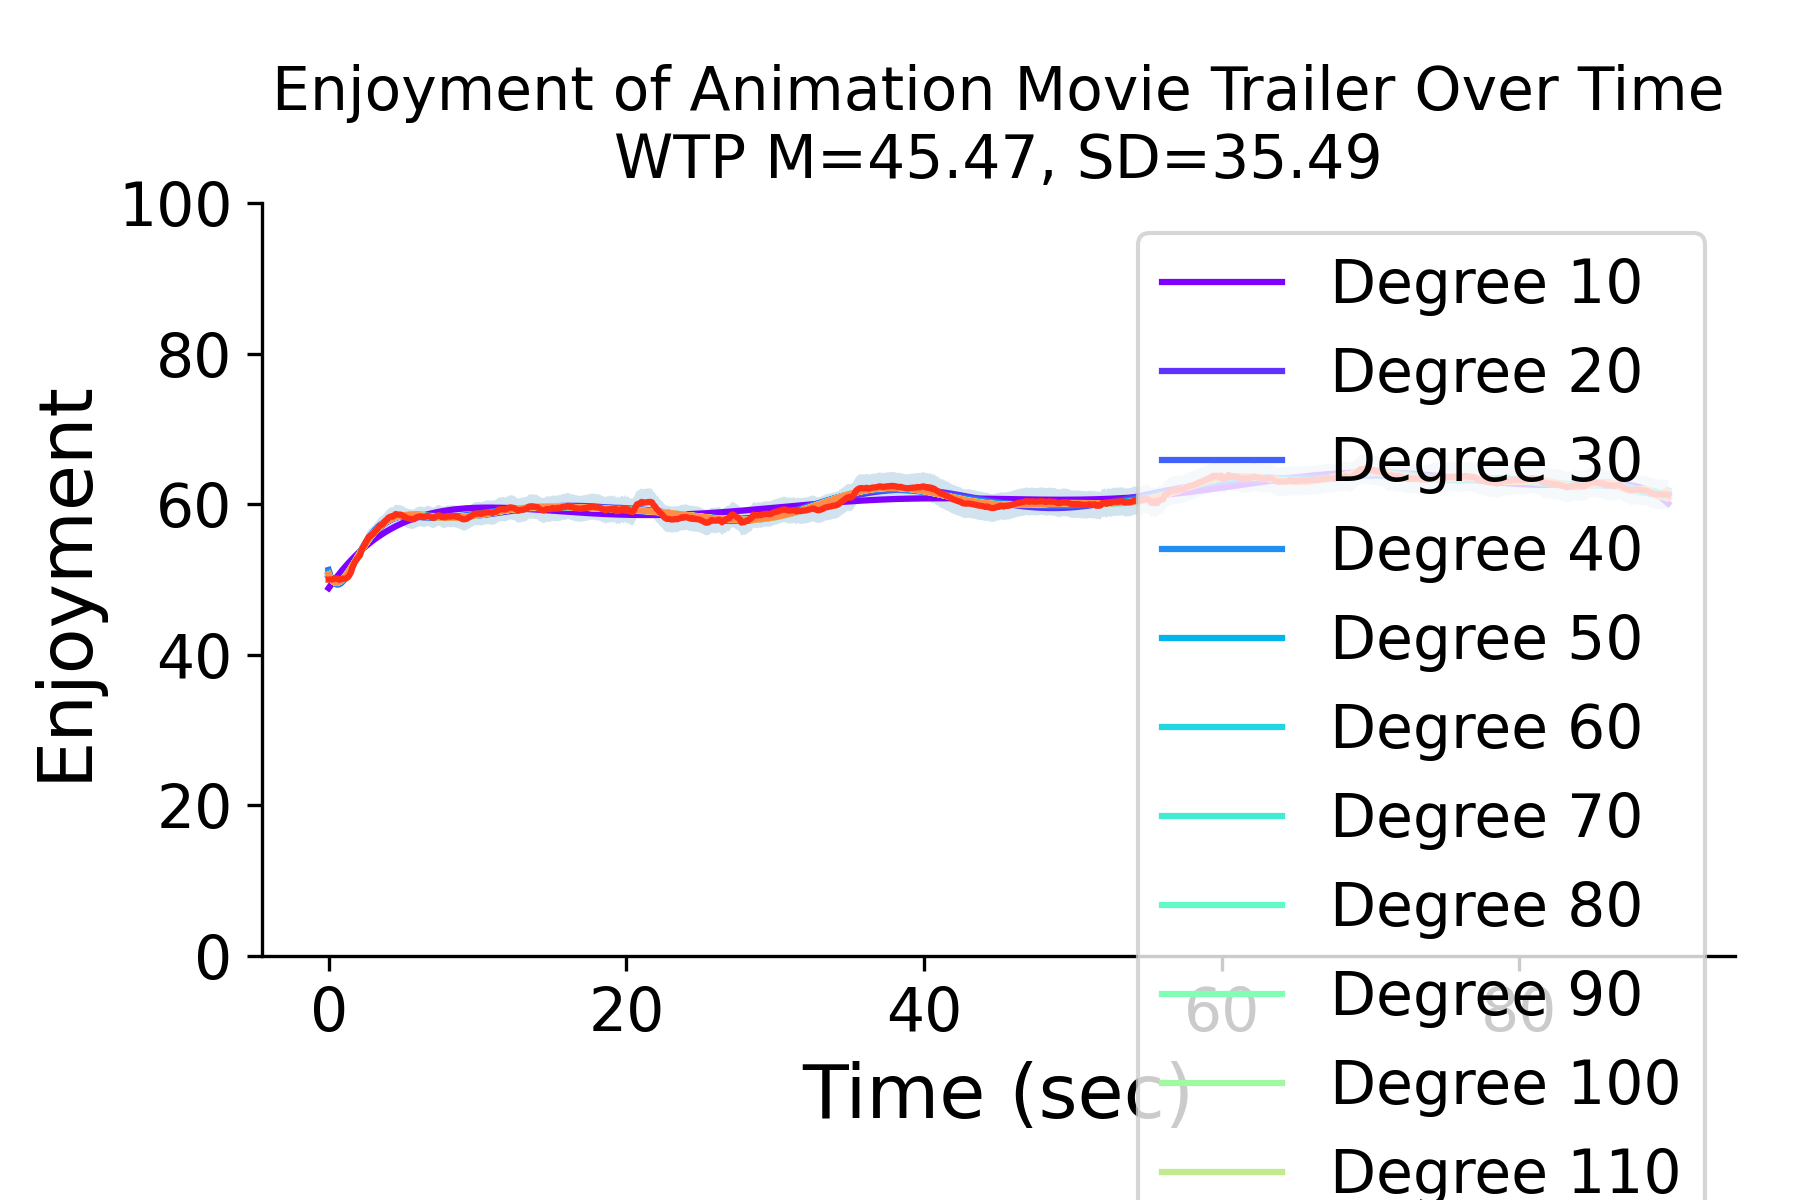 Enjoyment of Animation Movie Trailer Over Time
WTP M=45.47, SD=35.49
100
80
60
40
20
0
Enjoyment
0
20
40
60
80
Time (sec)
Degree 10
Degree 20
Degree 30
Degree 40
Degree 50
Degree 60
Degree 70
Degree 80
Degree 90
Degree 100
Degree 110